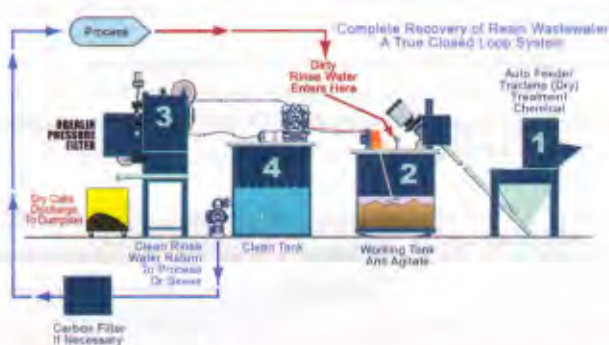 Process
Complete Recovery of Resin Wastewater
A True Closed Loop System
Dirty
Rinse Water
Enters Here
Auto Feeder
(Dry)
Treatment
Chemical
OBERLIN
PRESSURE
FILTER
3
4
2
1
Dry Cake
Discharge
To Dumpster
Clean Rinse
Water Return
To Process
Or Sewer
Clean Tank
Working Tank
And Agitate
Carbon Filter
If Necessary